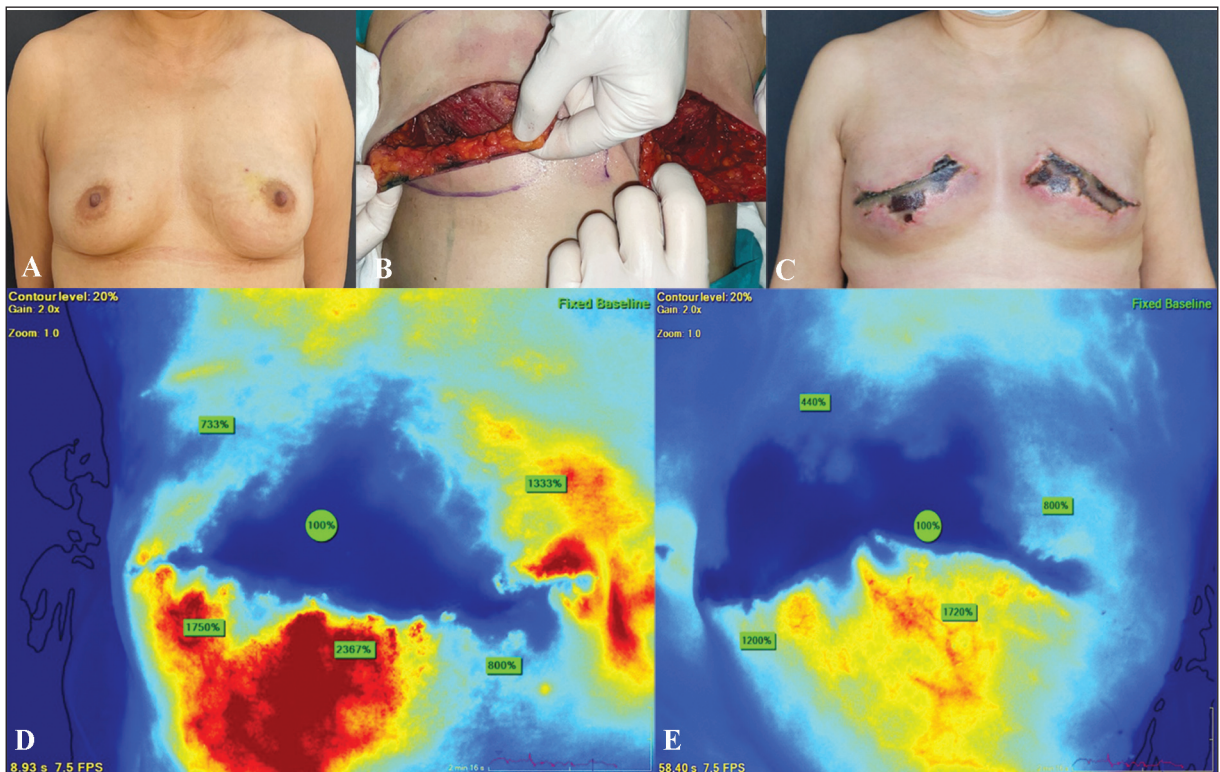 A
B
C
Contour level: 20%
Gain: 2.0x
Zoom: 1.0
Fixed Baseline
733%
1333%
100%
1750%
2367%
800%
D
8.93 s 7.5 FPS
2 min 16 s
Contour level: 20%
Gain: 2.0x
Zoom: 1.0
Fixed Baseline
440%
800%
100%
1720%
1200%
E
58.40 s 7.5 FPS